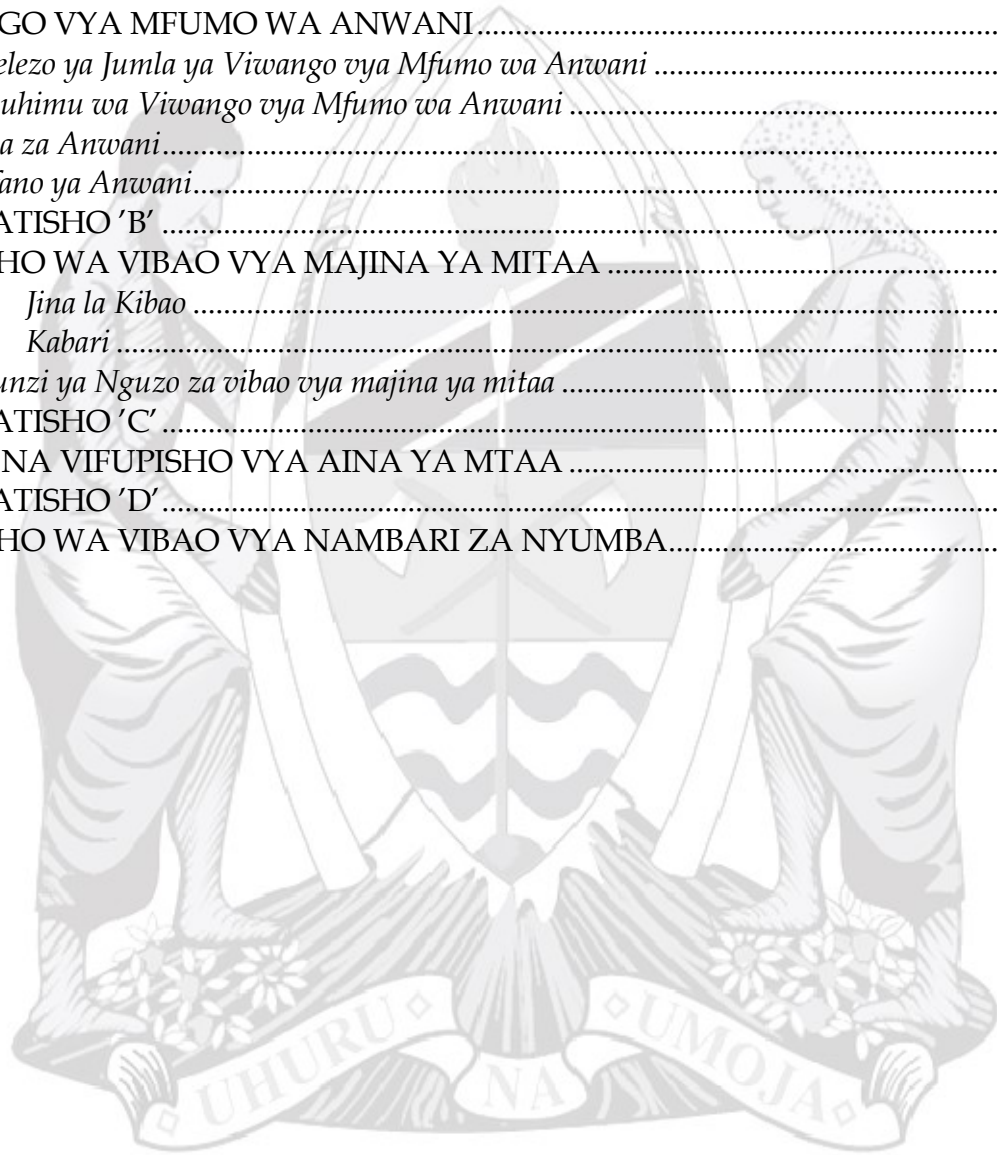 GO VYA MFUMO WA ANWANI
elezo ya Jumla ya Viwango vya Mfumo wa Anwani
uhimu wa Viwango vya Mfumo wa Anwani
a za Anwani
fano ya Anwani
ATISHO 'B'
HO WA VIBAO VYA MAJINA YA MITAA
Jina la Kibao
Kabari
unzi ya Nguzo za vibao vya majina ya mitaa
ATISHO 'C'
NA VIFUPISHO VYA AINA YA MTAA
ATISHO 'D'
HO WA VIBAO VYA NAMBARI ZA NYUMBA
UHURU NA UMOJA